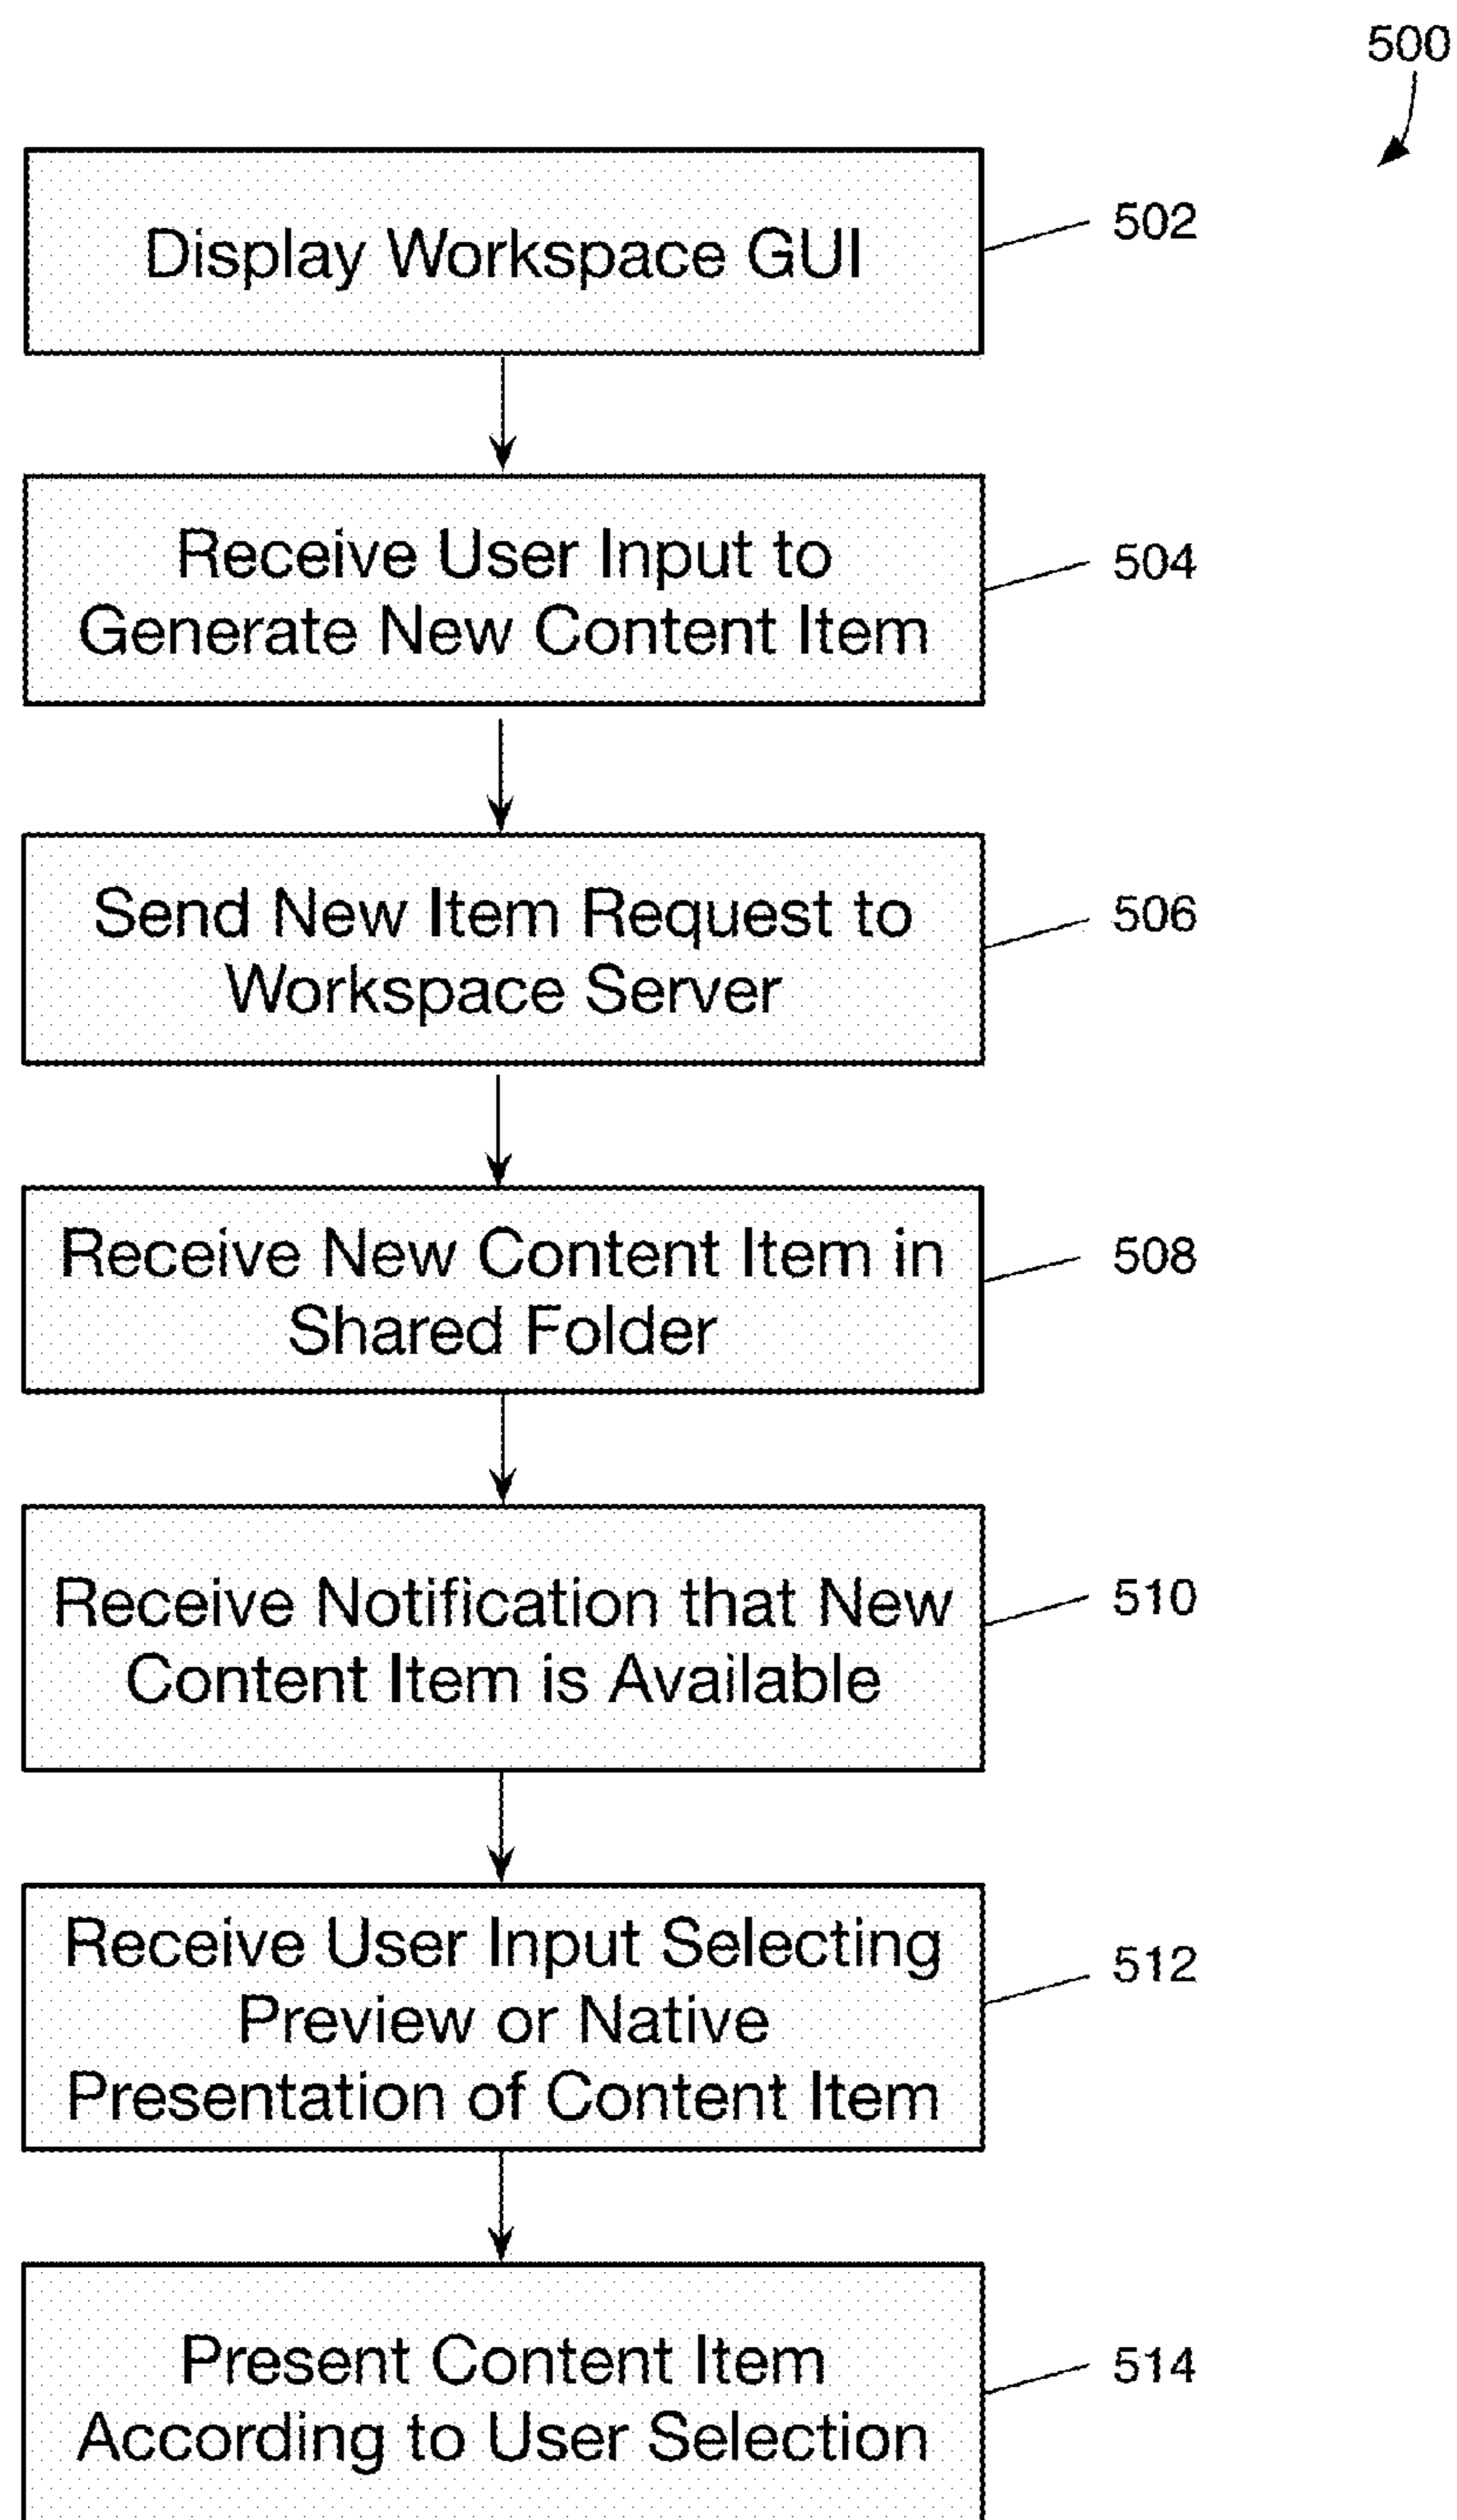 500
Display Workspace GUI
502
Receive User Input to
Generate New Content Item
504
Send New Item Request to
Workspace Server
506
Receive New Content Item in
Shared Folder
508
Receive Notification that New
Content Item is Available
510
Receive User Input Selecting
Preview or Native
Presentation of Content Item
512
Present Content Item
According to User Selection
514